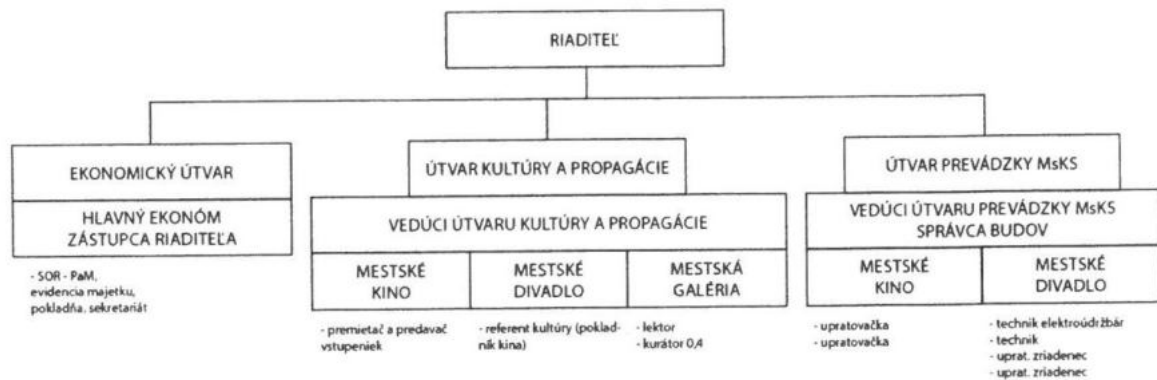 RIADITEĽ
EKONOMICKÝ ÚTVAR
HLAVNÝ EKONÓM
ZÁSTUPCA RIADITEĽA
- SOR - PaM,
evidencia majetku,
pokladňa, sekretariát
ÚTVAR KULTÚRY A PROPAGÁCIE
VEDÚCI ÚTVARU KULTÚRY A PROPAGÁCIE
MESTSKÉ
KINO
- premietač a predavač
vstupeniek
MESTSKÉ
DIVADLO
- referent kultúry (poklad-
ník kina)
MESTSKÁ
GALÉRIA
- lektor
- kurátor 0,4
ÚTVAR PREVÁDZKY MsKS
VEDÚCI ÚTVARU PREVÁDZKY MsKS
SPRÁVCA BUDOV
MESTSKÉ
KINO
- upratovačka
- upratovačka
MESTSKÉ
DIVADLO
- technik elektroúdržbár
- technik
- uprat. zriadenec
- uprat. zriadenec